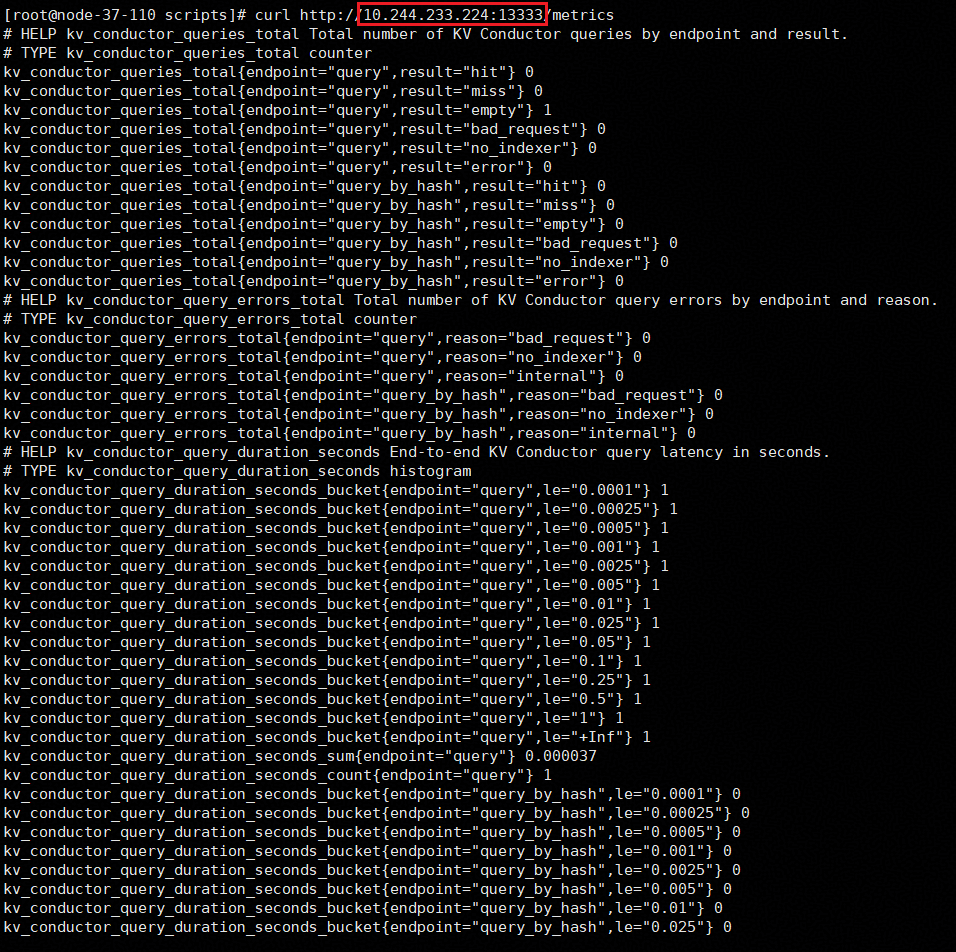 [root@node-37-110 scripts]# curl http://10.244.233.224:13333/metrics
# HELP kv_conductor_queries_total Total number of KV Conductor queries by endpoint and result.
# TYPE kv_conductor_queries_total counter
kv_conductor_queries_total{endpoint="query",result="hit"} 0
kv_conductor_queries_total{endpoint="query",result="miss"} 0
kv_conductor_queries_total{endpoint="query",result="empty"} 1
kv_conductor_queries_total{endpoint="query",result="bad_request"} 0
kv_conductor_queries_total{endpoint="query",result="no_indexer"} 0
kv_conductor_queries_total{endpoint="query",result="error"} 0
kv_conductor_queries_total{endpoint="query_by_hash",result="hit"} 0
kv_conductor_queries_total{endpoint="query_by_hash",result="miss"} 0
kv_conductor_queries_total{endpoint="query_by_hash",result="empty"} 0
kv_conductor_queries_total{endpoint="query_by_hash",result="bad_request"} 0
kv_conductor_queries_total{endpoint="query_by_hash",result="no_indexer"} 0
kv_conductor_queries_total{endpoint="query_by_hash",result="error"} 0
# HELP kv_conductor_query_errors_total Total number of KV Conductor query errors by endpoint and reason.
# TYPE kv_conductor_query_errors_total counter
kv_conductor_query_errors_total{endpoint="query",reason="bad_request"} 0
kv_conductor_query_errors_total{endpoint="query",reason="no_indexer"} 0
kv_conductor_query_errors_total{endpoint="query",reason="internal"} 0
kv_conductor_query_errors_total{endpoint="query_by_hash",reason="bad_request"} 0
kv_conductor_query_errors_total{endpoint="query_by_hash",reason="no_indexer"} 0
kv_conductor_query_errors_total{endpoint="query_by_hash",reason="internal"} 0
# HELP kv_conductor_query_duration_seconds End-to-end KV Conductor query latency in seconds.
# TYPE kv_conductor_query_duration_seconds histogram
kv_conductor_query_duration_seconds_bucket{endpoint="query",le="0.0001"} 1
kv_conductor_query_duration_seconds_bucket{endpoint="query",le="0.00025"} 1
kv_conductor_query_duration_seconds_bucket{endpoint="query",le="0.0005"} 1
kv_conductor_query_duration_seconds_bucket{endpoint="query",le="0.001"} 1
kv_conductor_query_duration_seconds_bucket{endpoint="query",le="0.0025"} 1
kv_conductor_query_duration_seconds_bucket{endpoint="query",le="0.005"} 1
kv_conductor_query_duration_seconds_bucket{endpoint="query",le="0.01"} 1
kv_conductor_query_duration_seconds_bucket{endpoint="query",le="0.025"} 1
kv_conductor_query_duration_seconds_bucket{endpoint="query",le="0.05"} 1
kv_conductor_query_duration_seconds_bucket{endpoint="query",le="0.1"} 1
kv_conductor_query_duration_seconds_bucket{endpoint="query",le="0.25"} 1
kv_conductor_query_duration_seconds_bucket{endpoint="query",le="0.5"} 1
kv_conductor_query_duration_seconds_bucket{endpoint="query",le="1"} 1
kv_conductor_query_duration_seconds_bucket{endpoint="query",le="+Inf"} 1
kv_conductor_query_duration_seconds_sum{endpoint="query"} 0.000037
kv_conductor_query_duration_seconds_count{endpoint="query"} 1
kv_conductor_query_duration_seconds_bucket{endpoint="query_by_hash",le="0.0001"} 0
kv_conductor_query_duration_seconds_bucket{endpoint="query_by_hash",le="0.00025"} 0
kv_conductor_query_duration_seconds_bucket{endpoint="query_by_hash",le="0.0005"} 0
kv_conductor_query_duration_seconds_bucket{endpoint="query_by_hash",le="0.001"} 0
kv_conductor_query_duration_seconds_bucket{endpoint="query_by_hash",le="0.0025"} 0
kv_conductor_query_duration_seconds_bucket{endpoint="query_by_hash",le="0.005"} 0
kv_conductor_query_duration_seconds_bucket{endpoint="query_by_hash",le="0.01"} 0
kv_conductor_query_duration_seconds_bucket{endpoint="query_by_hash",le="0.025"} 0